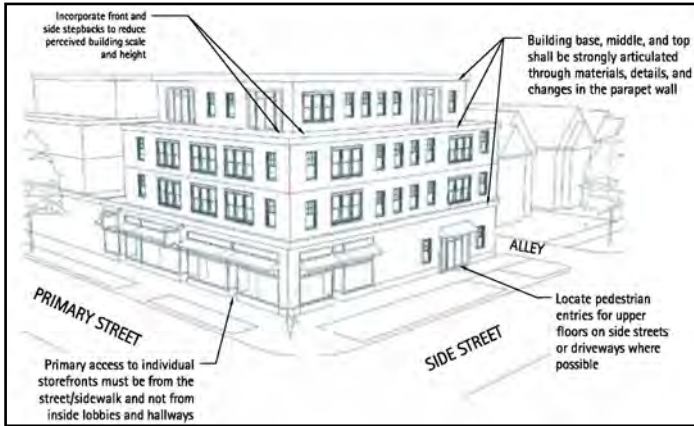 Incorporate front and
side stepbacks to reduce
perceived building scale
and height
Building base, middle, and top
shall be strongly articulated
through materials, details, and
changes in the parapet wall
ALLEY
PRIMARY STREET
SIDE STREET
Locate pedestrian
entries for upper
floors on side streets
or driveways where
possible
Primary access to individual
storefronts must be from the
street/sidewalk and not from
inside lobbies and hallways